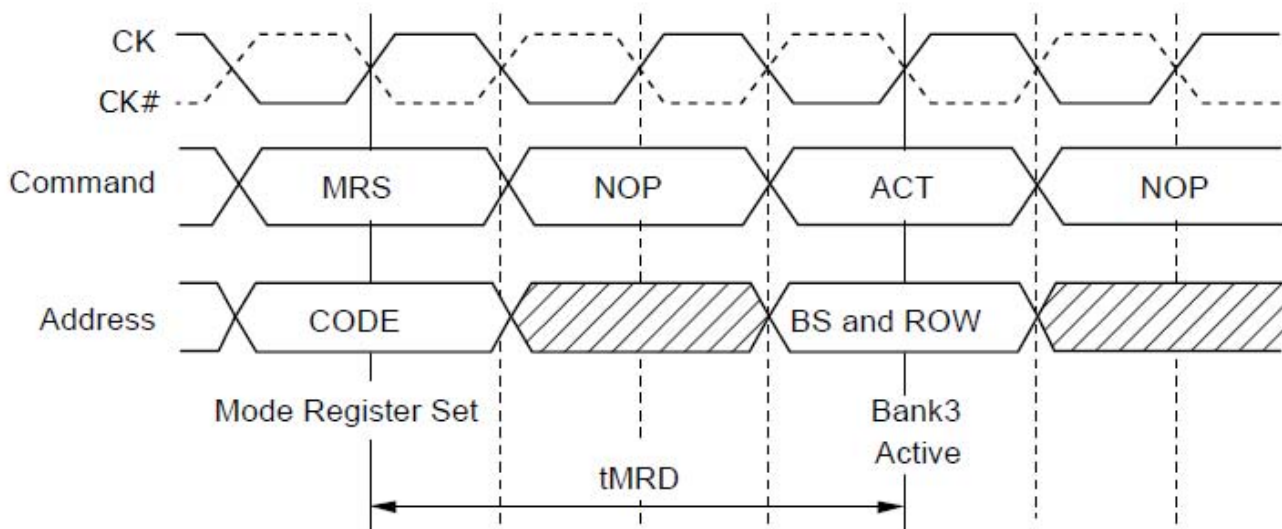 CK
CK#
Command MRS NOP ACT NOP
Address CODE BS and ROW
Mode Register Set Bank3
Active
tMRD